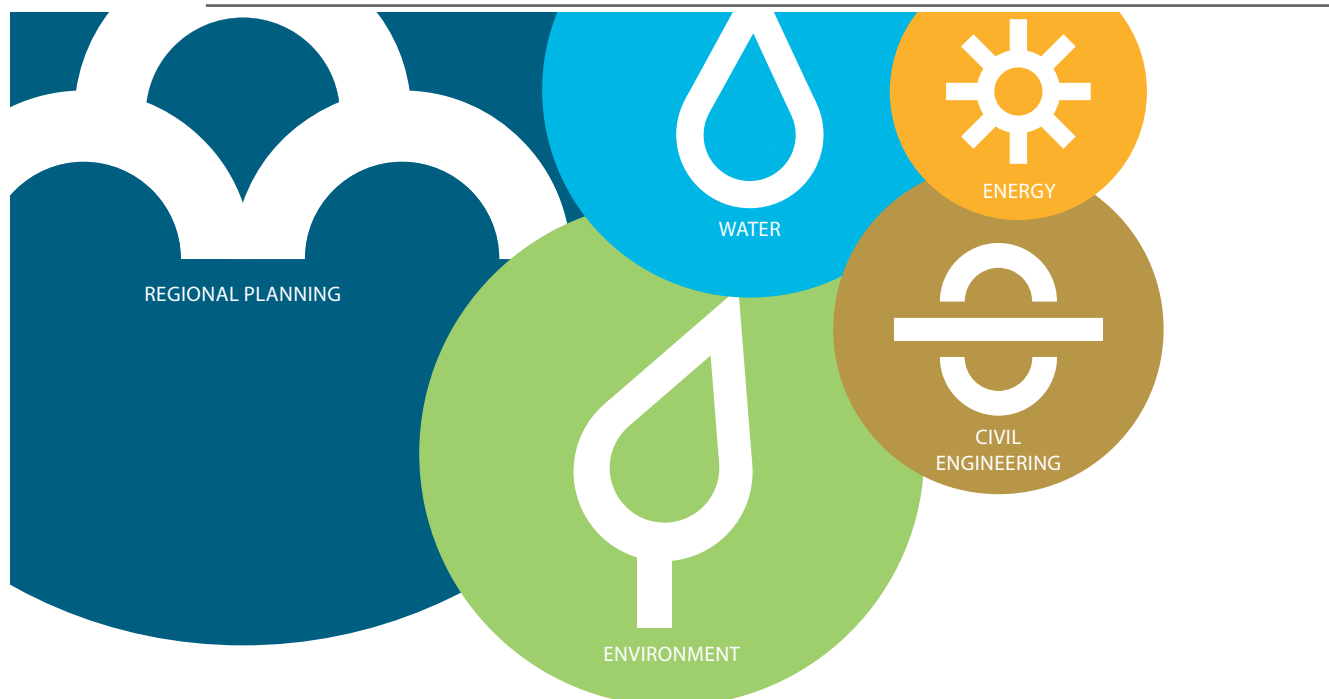 ENERGY
WATER
REGIONAL PLANNING
CIVIL
ENGINEERING
ENVIRONMENT